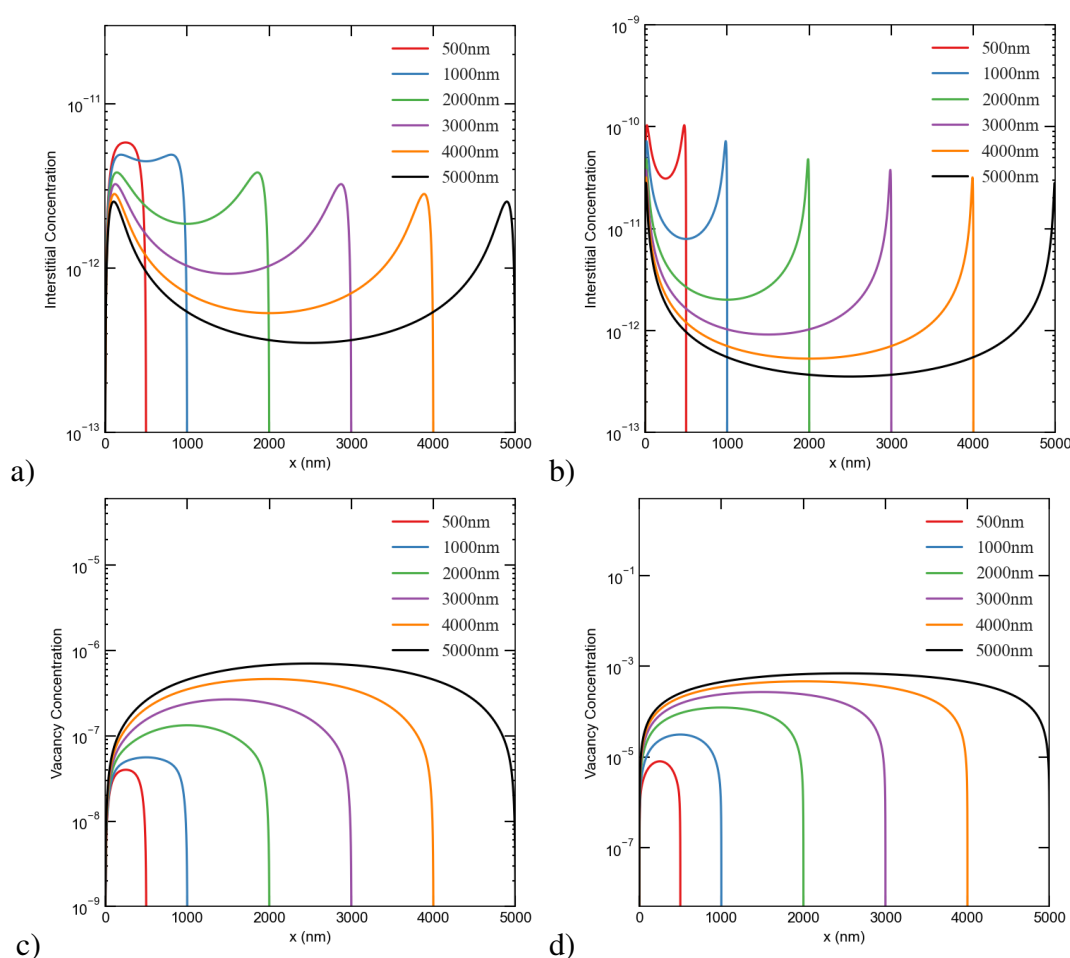 10⁻¹¹
10⁻¹²
10⁻¹³
Interstitial Concentration
500nm
1000nm
2000nm
3000nm
4000nm
5000nm
0 1000 2000 3000 4000 5000
x (nm)
a)
10⁻⁹
10⁻¹⁰
10⁻¹¹
10⁻¹²
10⁻¹³
Interstitial Concentration
500nm
1000nm
2000nm
3000nm
4000nm
5000nm
0 1000 2000 3000 4000 5000
x (nm)
b)
10⁻⁵
10⁻⁶
10⁻⁷
10⁻⁸
10⁻⁹
Vacancy Concentration
500nm
1000nm
2000nm
3000nm
4000nm
5000nm
0 1000 2000 3000 4000 5000
x (nm)
c)
10⁻¹
10⁻³
10⁻⁵
10⁻⁷
Vacancy Concentration
500nm
1000nm
2000nm
3000nm
4000nm
5000nm
0 1000 2000 3000 4000 5000
x (nm)
d)